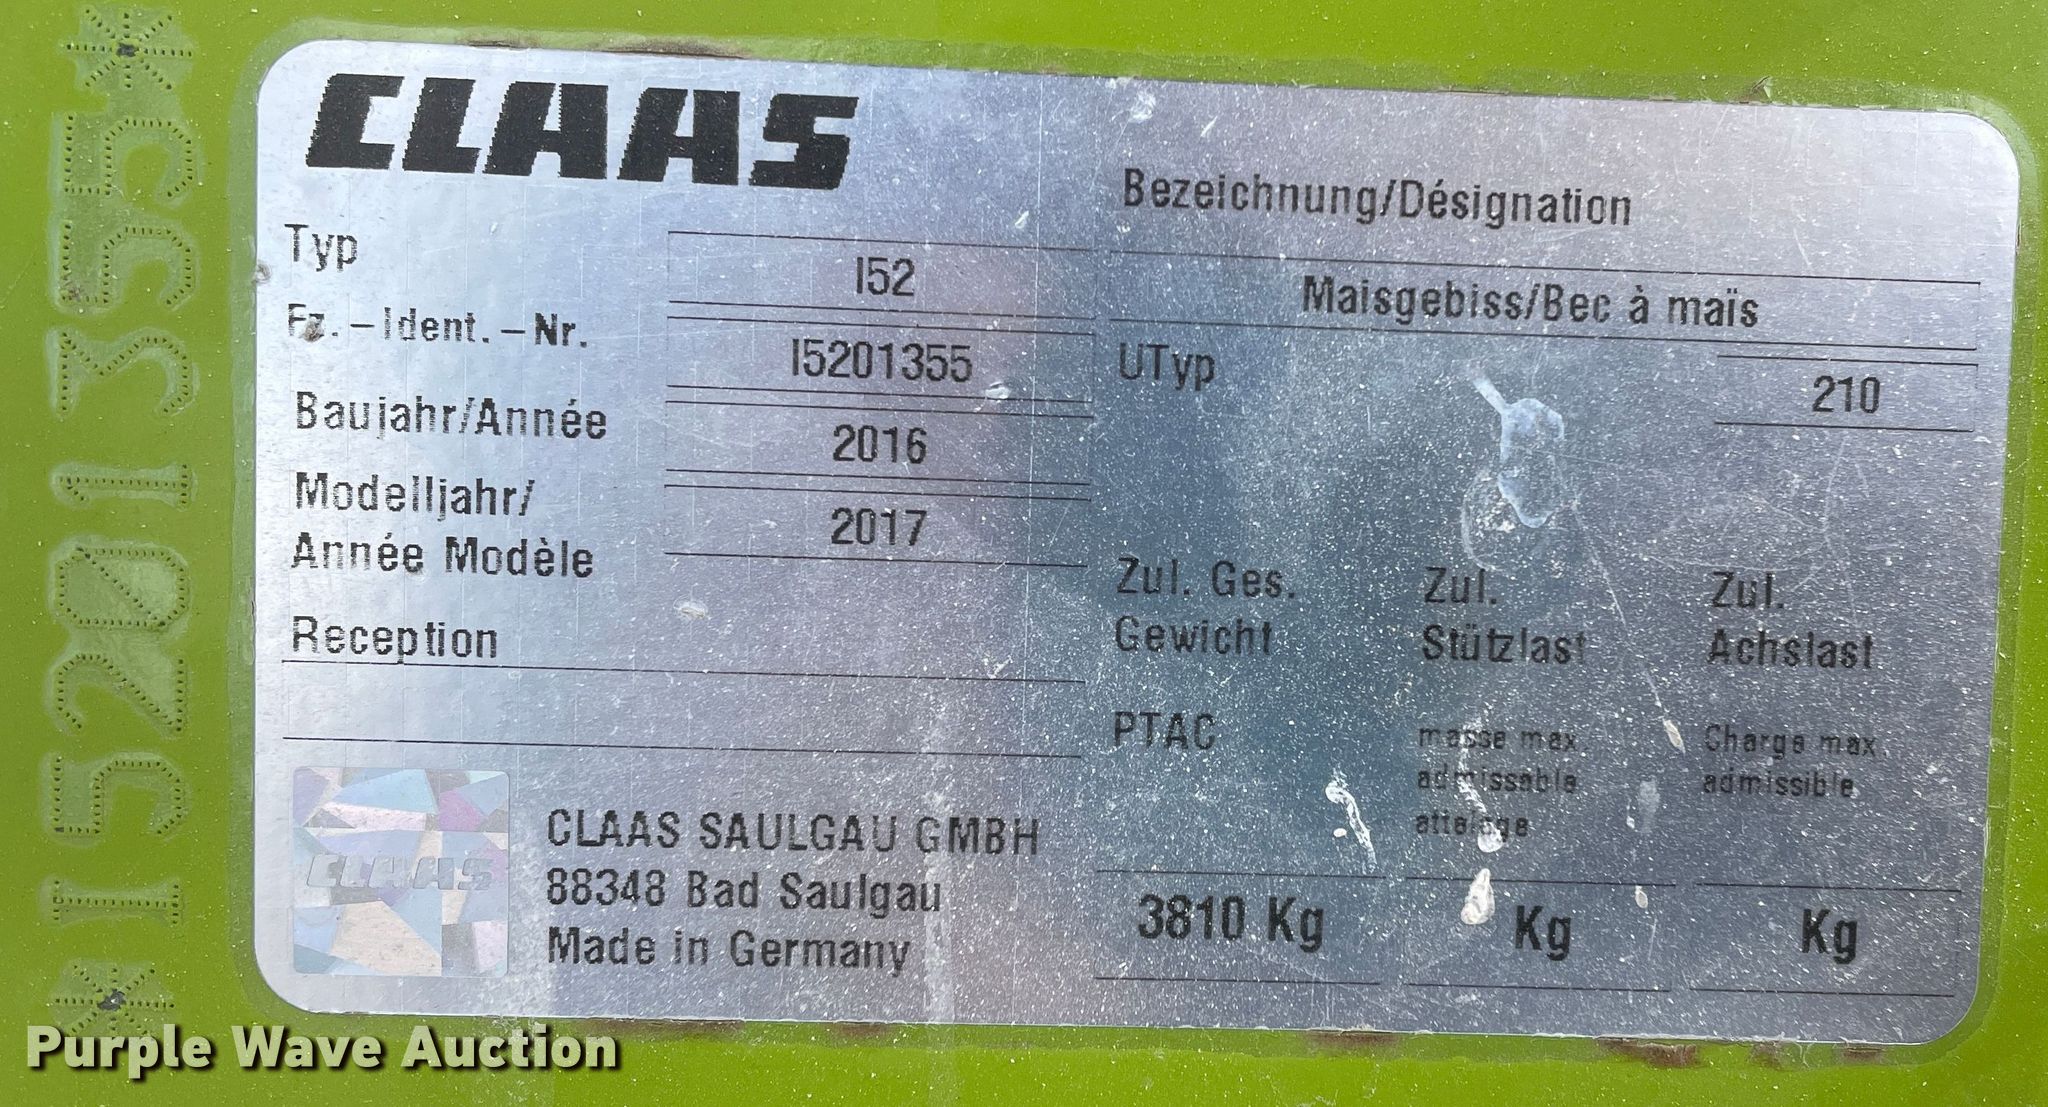 *I5201355*
CLAAS
Typ
I52
Fz.-Ident.-Nr.
I5201355
Baujahr/Année
2016
Modelljahr/
Année Modèle
2017
Reception
Bezeichnung/Désignation
Maisgebiss/Bec à maïs
UTyp
210
Zul. Ges.
Gewicht
PTAC
3810 Kg
Zul.
Stützlast
masse max
admissable
attelage
Kg
Zul.
Achslast
Charge max.
admissible
Kg
CLAAS
CLAAS SAULGAU GMBH
88348 Bad Saulgau
Made in Germany
Purple Wave Auction